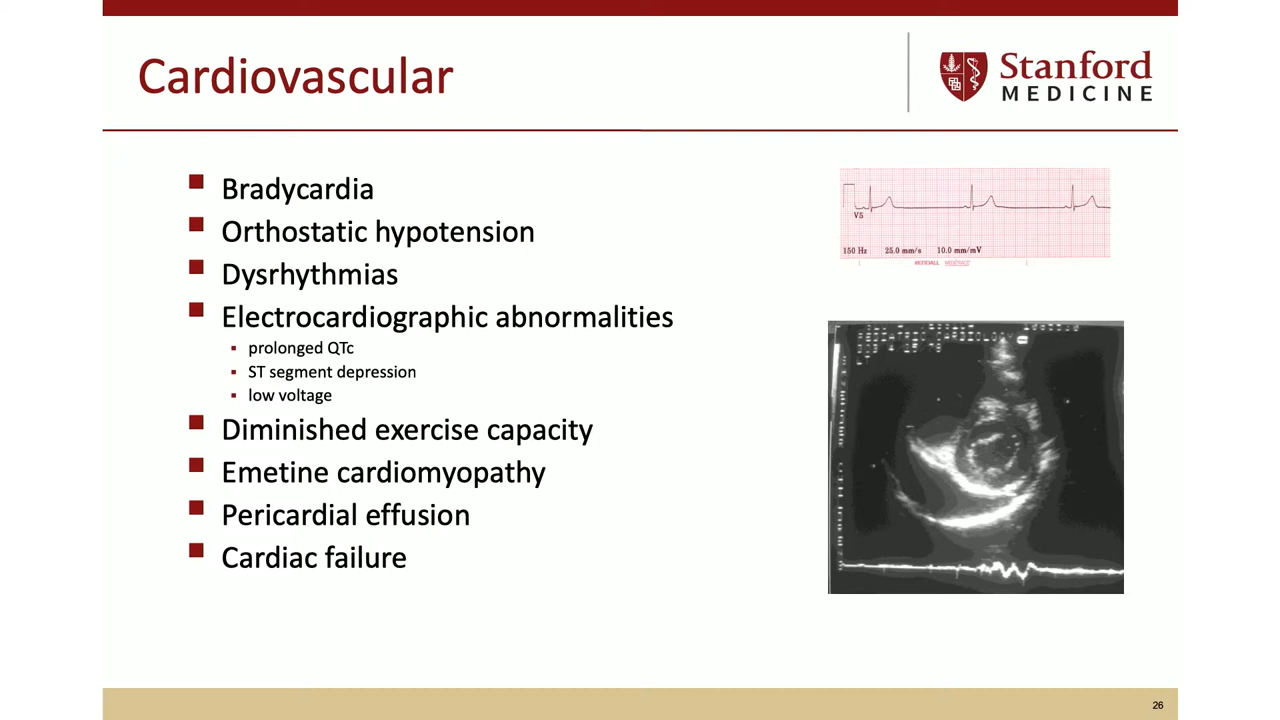 Cardiovascular
Stanford
MEDICINE
Bradycardia
Orthostatic hypotension
Dysrhythmias
Electrocardiographic abnormalities
prolonged QTc
ST segment depression
low voltage
Diminished exercise capacity
Emetine cardiomyopathy
Pericardial effusion
Cardiac failure
V5
150 Hz 25.0 mm/s 10.0 mm/mV
KENDALL
26